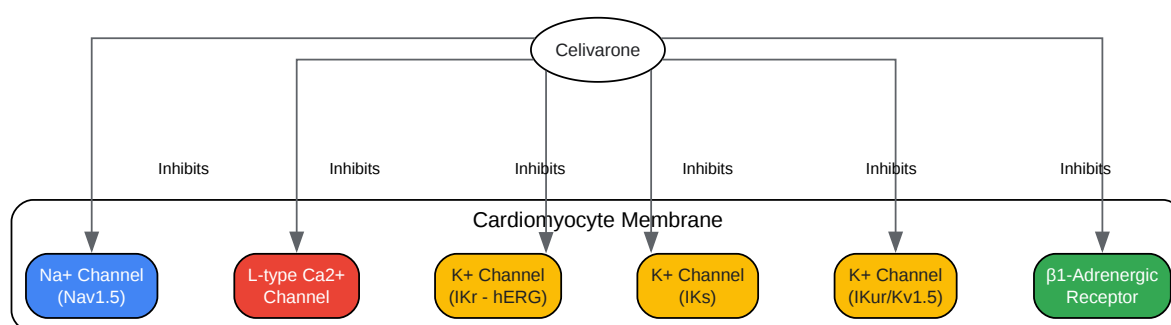 Celivarone
Inhibits
Inhibits
Inhibits
Inhibits
Inhibits
Inhibits
Cardiomyocyte Membrane
Na+ Channel
(Nav1.5)
L-type Ca2+
Channel
K+ Channel
(IKr - hERG)
K+ Channel
(IKs)
K+ Channel
(IKur/Kv1.5)
β1-Adrenergic
Receptor